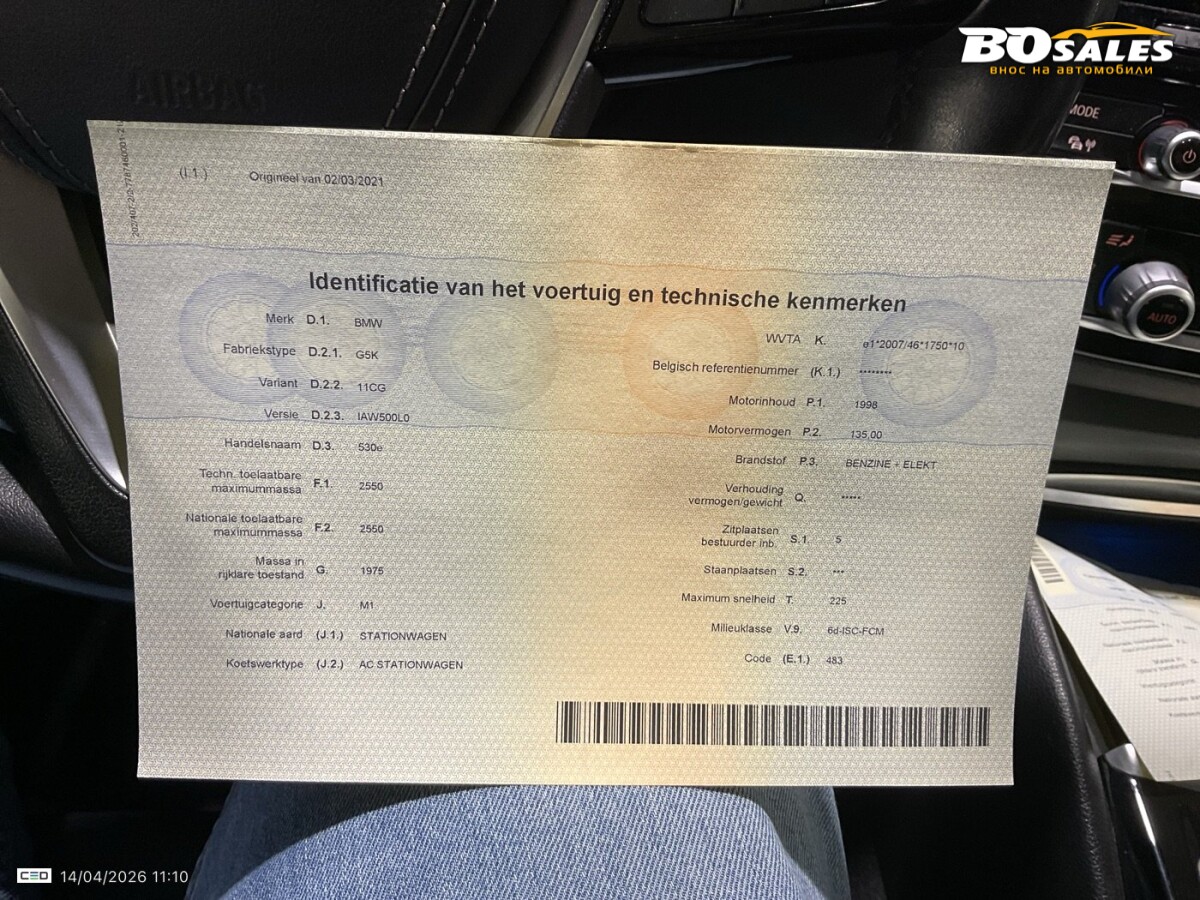 BOSALES
внос на автомобили
AIRBAG
MODE
AUTO
(I.1.) Origineel van 02/03/2021
Identificatie van het voertuig en technische kenmerken
Merk D.1. BMW
Fabriekstype D.2.1. G5K
Variant D.2.2. 11CG
Versie D.2.3. IAW500L0
Handelsnaam D.3. 530e
Techn. toelaatbare
maximummassa F.1. 2550
Nationale toelaatbare
maximummassa F.2. 2550
Massa in
rijklare toestand G. 1975
Voertuigcategorie J. M1
Nationale aard (J.1.) STATIONWAGEN
Koetswerktype (J.2.) AC STATIONWAGEN
WVTA K. e1*2007/46*1750*10
Belgisch referentienummer (K.1.) ********
Motorinhoud P.1. 1998
Motorvermogen P.2. 135,00
Brandstof P.3. BENZINE + ELEKT
Verhouding
vermogen/gewicht Q. *****
Zitplaatsen
bestuurder inb. S.1. 5
Staanplaatsen S.2. ***
Maximum snelheid T. 225
Milieuklasse V.9. 6d-ISC-FCM
Code (E.1.) 483
CEO 14/04/2026 11:10